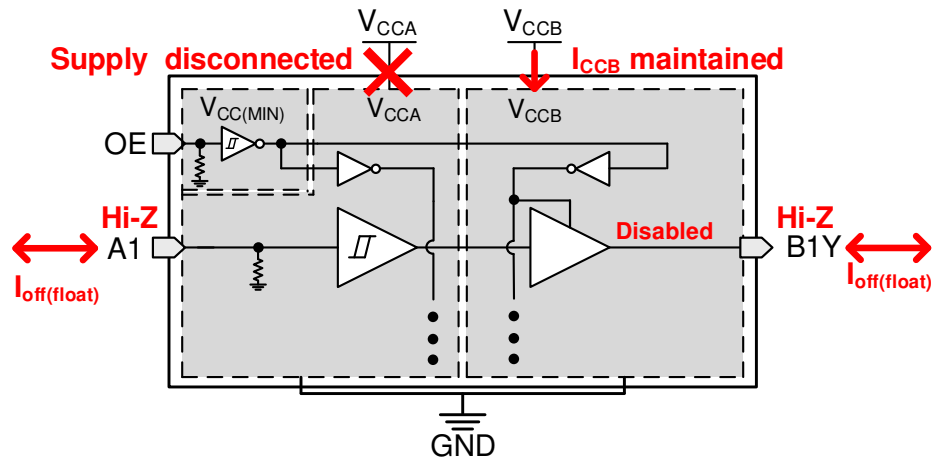 VCCA
VCCB
Supply disconnected
ICCB maintained
VCC(MIN)
VCCA
VCCB
OE
Hi-Z
A1
Ioff(float)
Disabled
Hi-Z
B1Y
Ioff(float)
GND